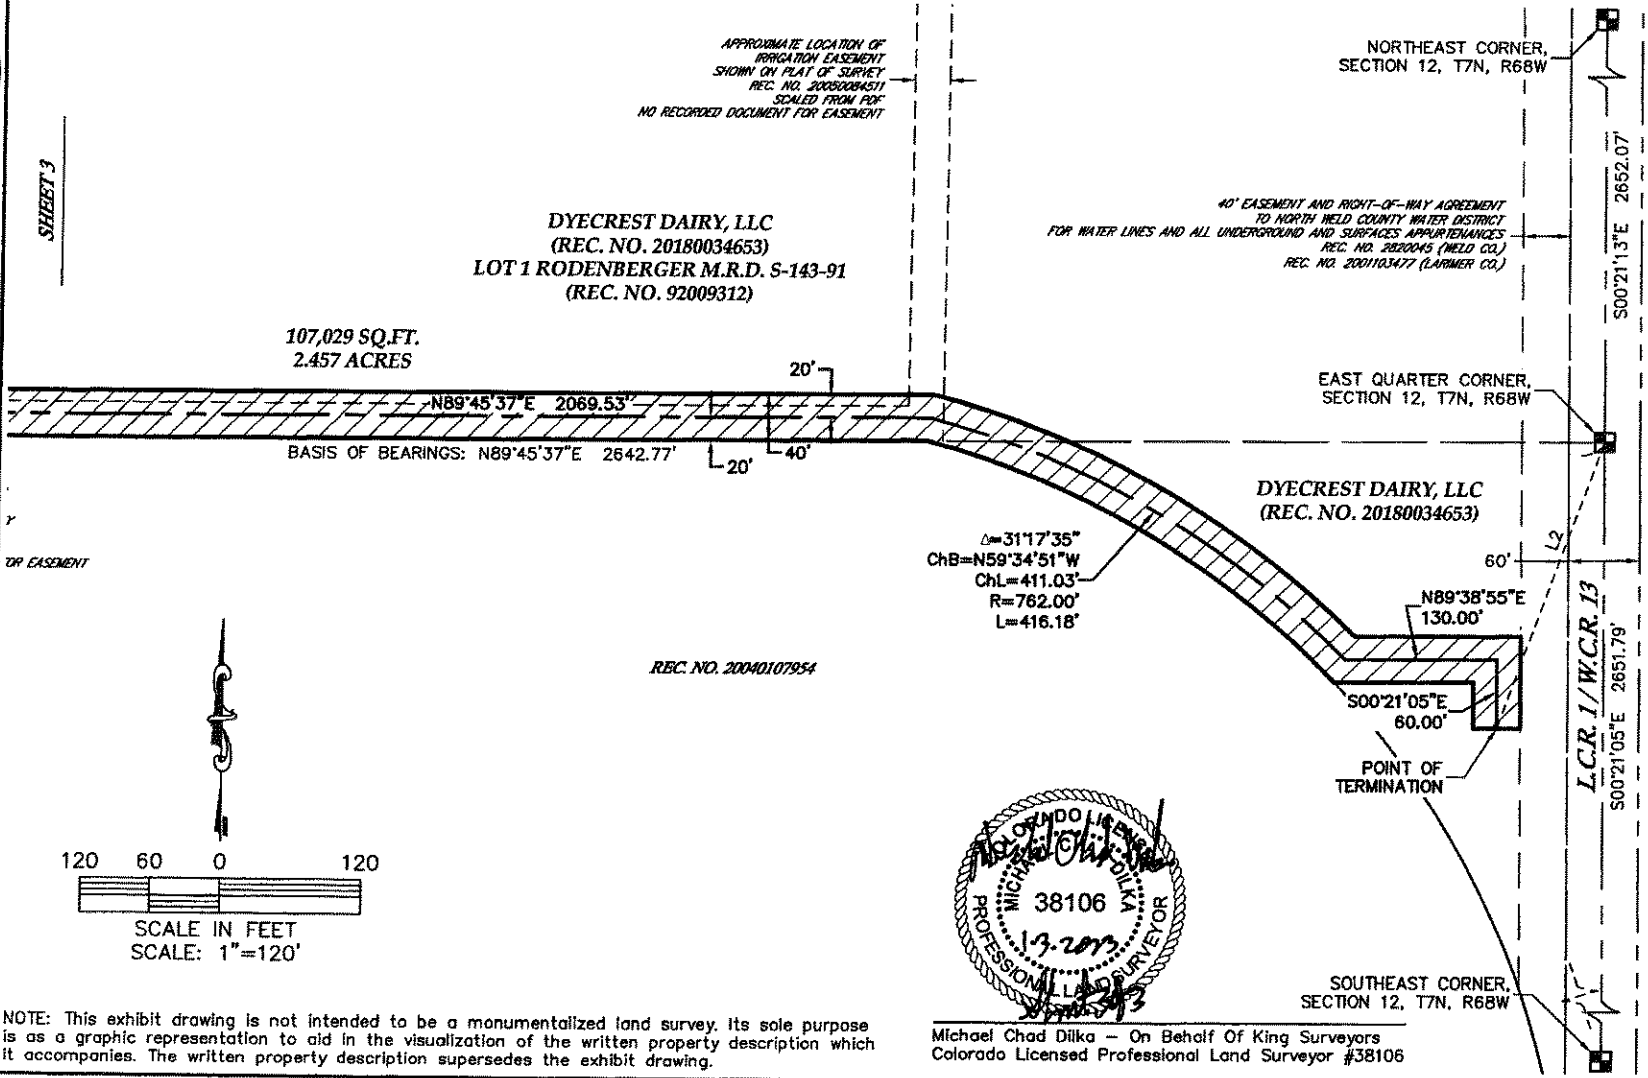 APPROXIMATE LOCATION OF
IRRIGATION EASEMENT
SHOWN ON PLAT OF SURVEY
REC. NO. 20050084511
SCALED FROM PDF
NO RECORDED DOCUMENT FOR EASEMENT
NORTHEAST CORNER,
SECTION 12, T7N, R68W
SHEET 3
S00°21'13"E 2652.07'
DYECREST DAIRY, LLC
(REC. NO. 20180034653)
LOT 1 RODENBERGER M.R.D. S-143-91
(REC. NO. 92009312)
40' EASEMENT AND RIGHT-OF-WAY AGREEMENT
TO NORTH WELD COUNTY WATER DISTRICT
FOR WATER LINES AND ALL UNDERGROUND AND SURFACES APPURTENANCES
REC. NO. 2820045 (WELD CO.)
REC. NO. 2001103477 (LARIMER CO.)
107,029 SQ.FT.
2.457 ACRES
20'
EAST QUARTER CORNER,
SECTION 12, T7N, R68W
N89°45'37"E 2069.53'
BASIS OF BEARINGS: N89°45'37"E 2642.77'
20'
40'
DYECREST DAIRY, LLC
(REC. NO. 20180034653)
Y
OR EASEMENT
Δ=31°17'35"
ChB=N59°34'51"W
ChL=411.03'
R=762.00'
L=416.18'
60'
L2
N89°38'55"E
130.00'
L.C.R. 1 / W.C.R. 13
S00°21'05"E 2651.79'
REC. NO. 20040107954
S00°21'05"E
60.00'
POINT OF
TERMINATION
120 60 0 120
SCALE IN FEET
SCALE: 1"=120'
COLORADO LICENSED
MICHAEL CHAD DILKA
38106
1-3-2023
PROFESSIONAL LAND SURVEYOR
SOUTHEAST CORNER,
SECTION 12, T7N, R68W
NOTE: This exhibit drawing is not intended to be a monumentalized land survey. Its sole purpose
is as a graphic representation to aid in the visualization of the written property description which
it accompanies. The written property description supersedes the exhibit drawing.
Michael Chad Dilka – On Behalf Of King Surveyors
Colorado Licensed Professional Land Surveyor #38106